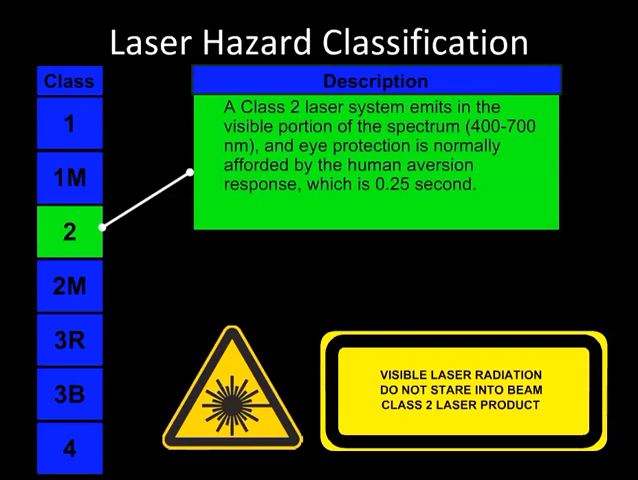 Laser Hazard Classification
Class
1
1M
2
2M
3R
3B
4
Description
A Class 2 laser system emits in the
visible portion of the spectrum (400-700
nm), and eye protection is normally
afforded by the human aversion
response, which is 0.25 second.
VISIBLE LASER RADIATION
DO NOT STARE INTO BEAM
CLASS 2 LASER PRODUCT